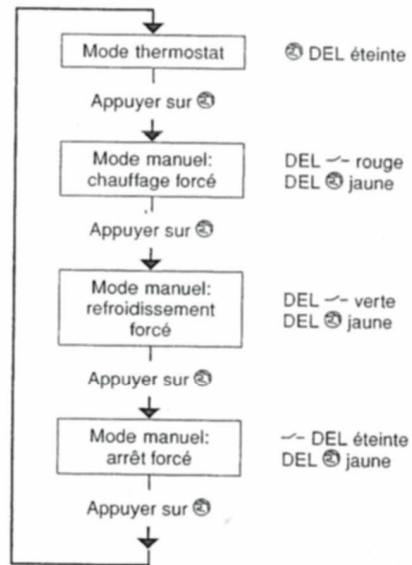 Mode thermostat DEL éteinte
Appuyer sur
Mode manuel: DEL rouge
chauffage forcé DEL jaune
Appuyer sur
Mode manuel: DEL verte
refroidissement DEL jaune
forcé
Appuyer sur
Mode manuel: DEL éteinte
arrêt forcé DEL jaune
Appuyer sur